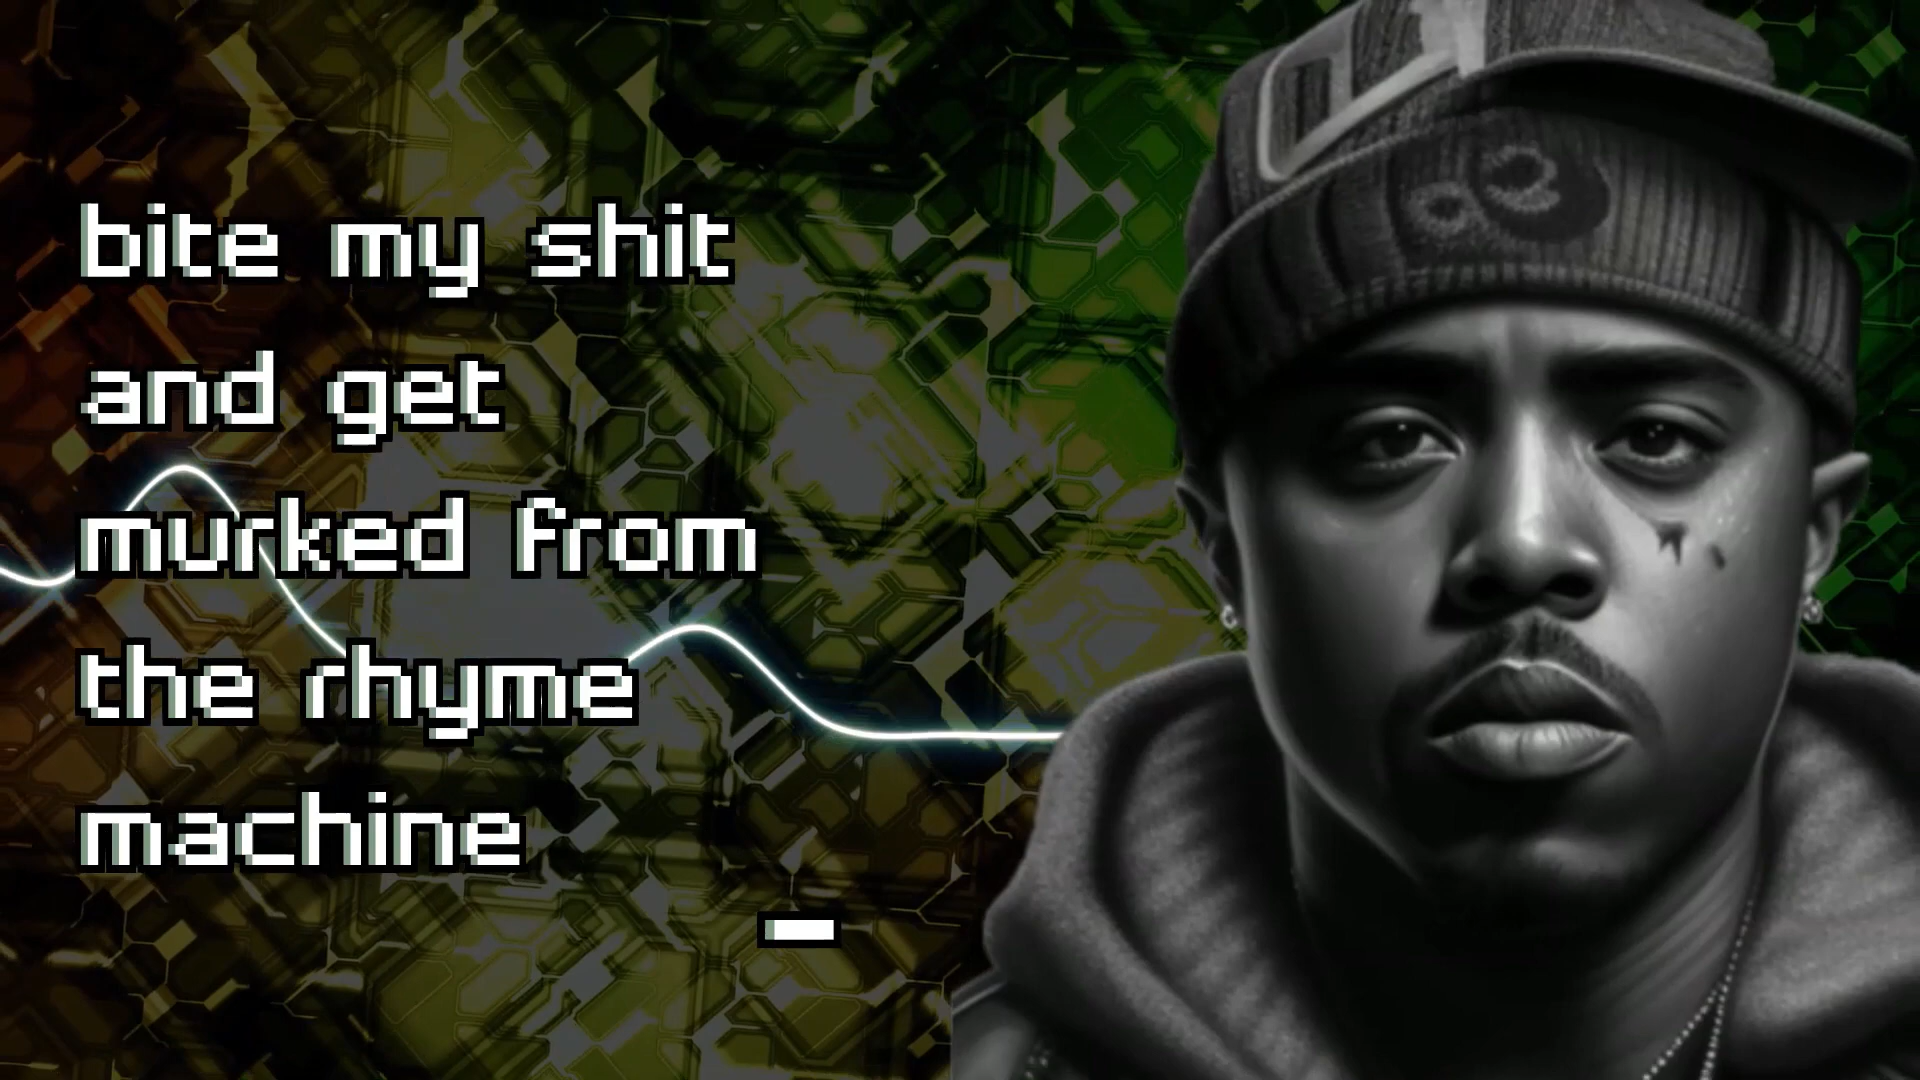 bite my shit
and get
murked from
the rhyme
machine
_